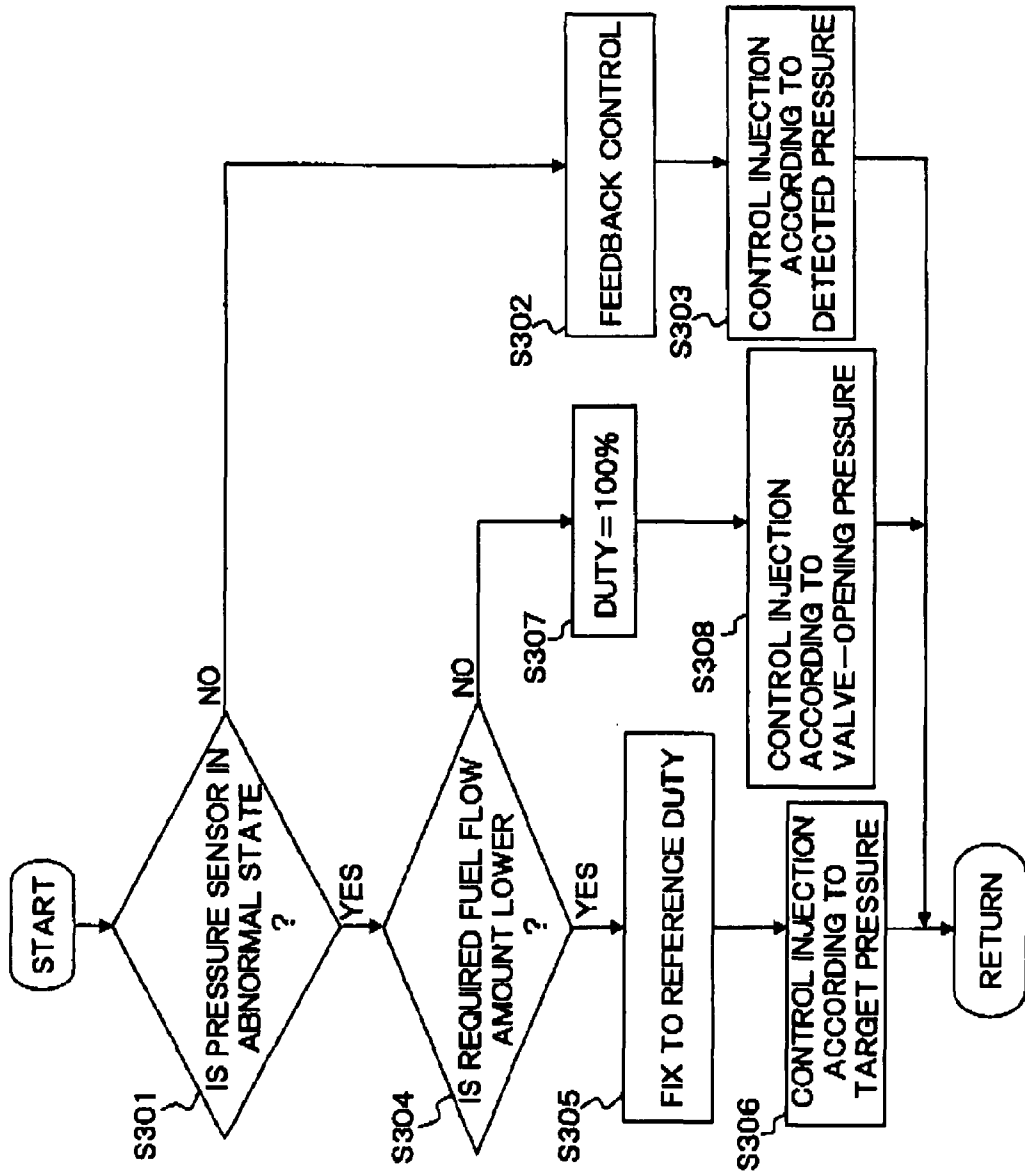 START
S301
IS PRESSURE SENSOR IN
ABNORMAL STATE
?
NO
YES
S304
IS REQUIRED FUEL FLOW
AMOUNT LOWER
?
NO
YES
S305
FIX TO REFERENCE DUTY
S306
CONTROL INJECTION
ACCORDING TO
TARGET PRESSURE
S307
DUTY=100%
S308
CONTROL INJECTION
ACCORDING TO
VALVE-OPENING PRESSURE
S302
FEEDBACK CONTROL
S303
CONTROL INJECTION
ACCORDING TO
DETECTED PRESSURE
RETURN